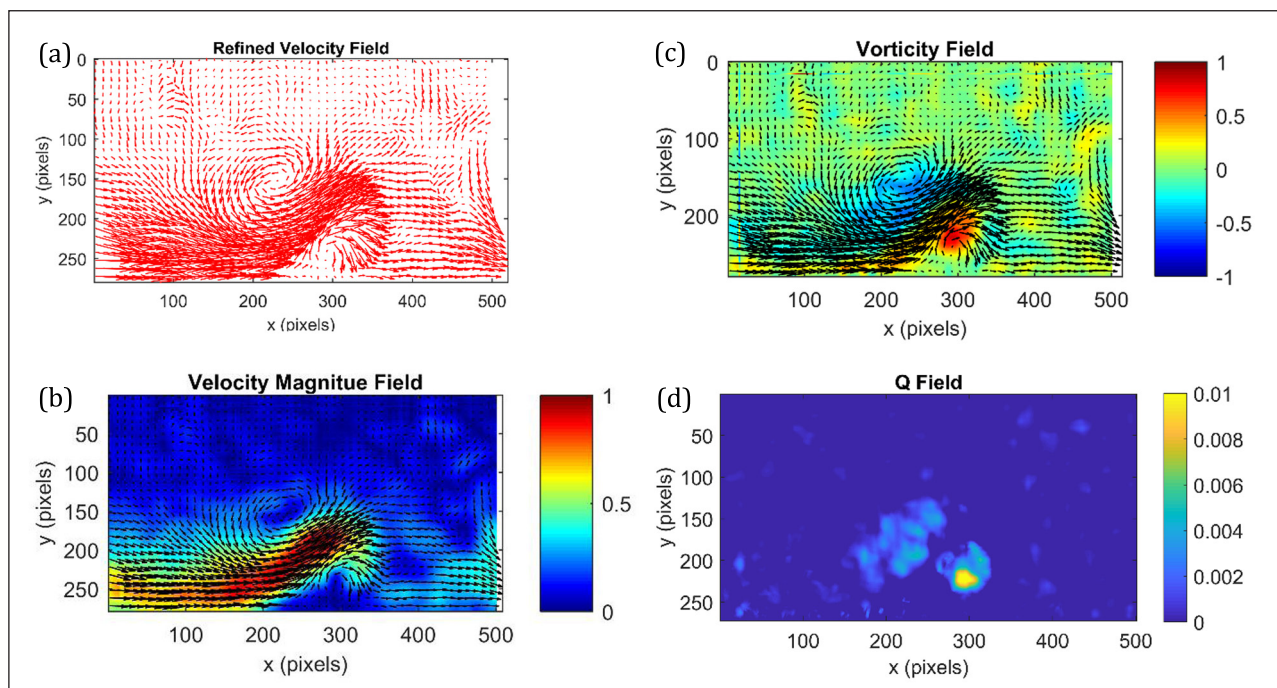 (a)
Refined Velocity Field
0
50
100
150
200
250
y (pixels)
100 200 300 400 500
x (pixels)
(c)
Vorticity Field
0
100
200
y (pixels)
100 200 300 400 500
x (pixels)
1
0.5
0
-0.5
-1
(b)
Velocity Magnitue Field
50
100
150
200
250
y (pixels)
100 200 300 400 500
x (pixels)
1
0.5
0
(d)
Q Field
50
100
150
200
250
y (pixels)
100 200 300 400 500
x (pixels)
0.01
0.008
0.006
0.004
0.002
0